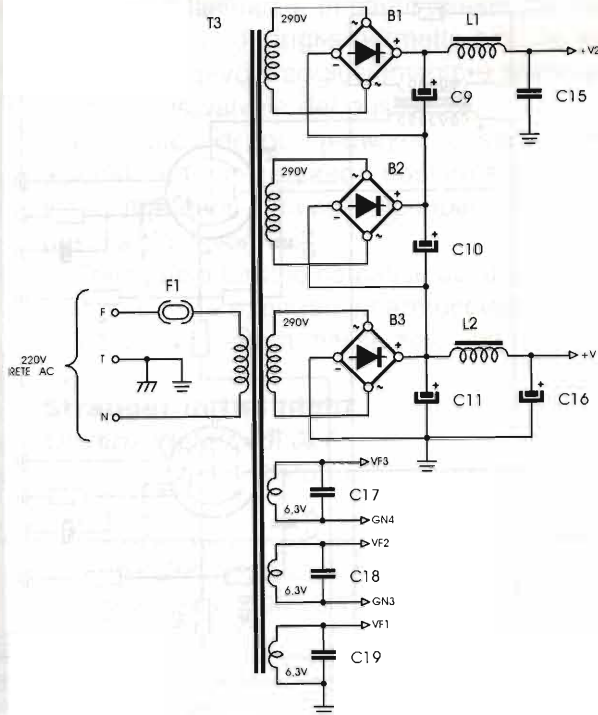 T3
290V
B1
L1
+V2
-
+
~
~
+
C9
C15
290V
B2
-
+
~
~
+
C10
F1
F
T
N
220V
RETE AC
290V
B3
L2
+V
-
+
~
~
+
C11
+
C16
VF3
C17
6,3V
GN4
VF2
C18
6,3V
GN3
VF1
C19
6,3V